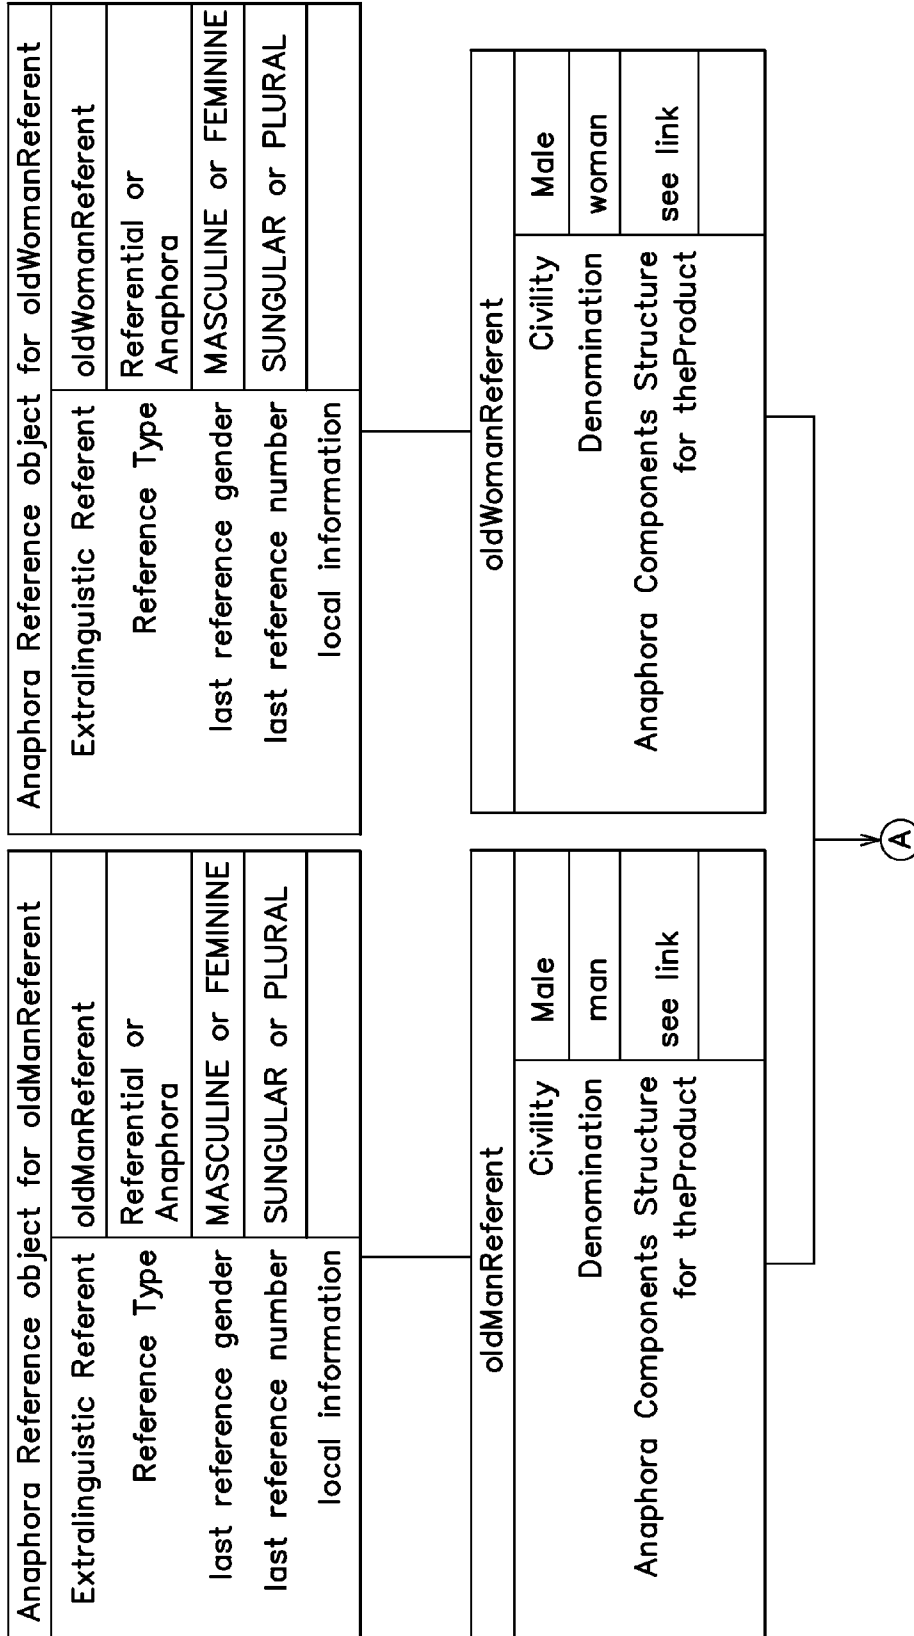 Anaphora Reference object for oldManReferent
Extralinguistic Referent oldManReferent
Reference Type Referential or
Anaphora
last reference gender MASCULINE or FEMININE
last reference number SUNGULAR or PLURAL
local information
Anaphora Reference object for oldWomanReferent
Extralinguistic Referent oldWomanReferent
Reference Type Referential or
Anaphora
last reference gender MASCULINE or FEMININE
last reference number SUNGULAR or PLURAL
local information
oldManReferent
Civility Male
Denomination man
Anaphora Components Structure see link
for theProduct
oldWomanReferent
Civility Male
Denomination woman
Anaphora Components Structure see link
for theProduct
A